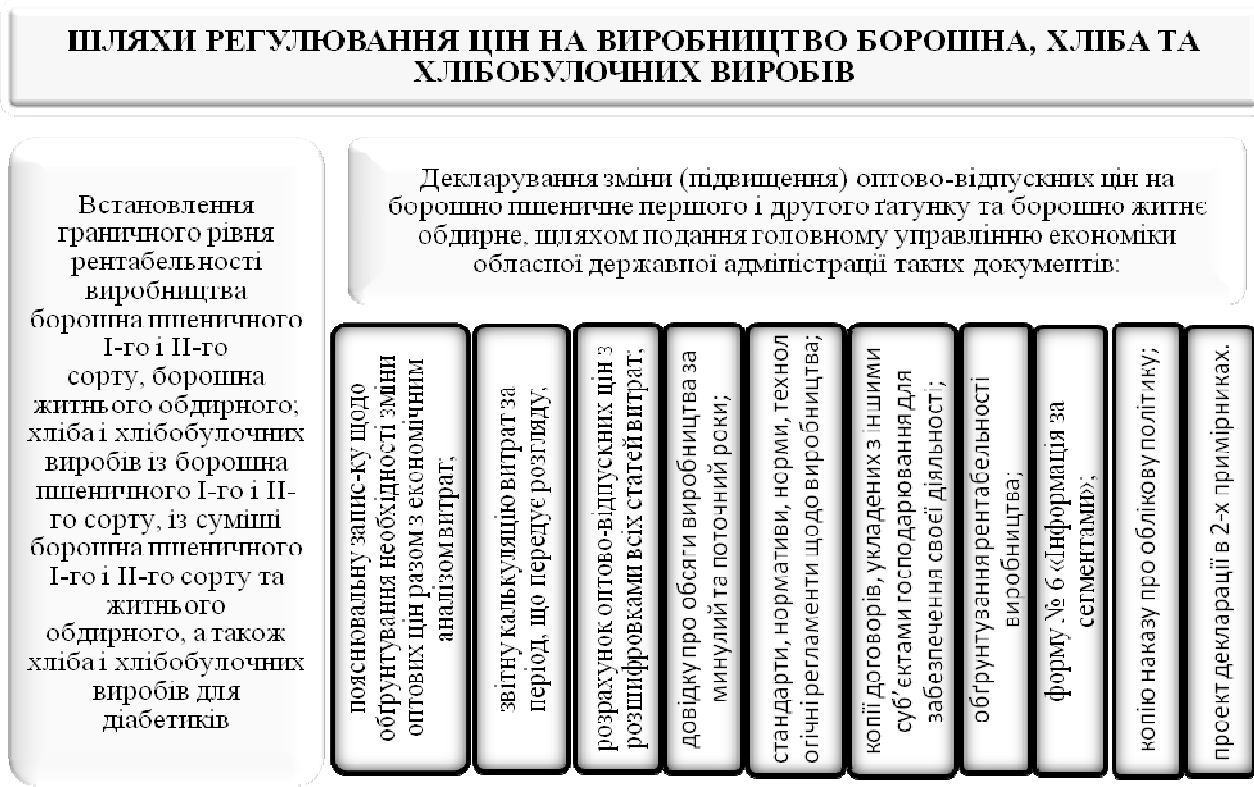 ШЛЯХИ РЕГУЛЮВАННЯ ЦІН НА ВИРОБНИЦТВО БОРОШНА, ХЛІБА ТА
ХЛІБОБУЛОЧНИХ ВИРОБІВ
Встановлення
граничного рівня
рентабельності
виробництва
борошна пшеничного
І-го і ІІ-го
сорту, борошна
житнього обдирного;
хліба і хлібобулочних
виробів із борошна
пшеничного І-го і ІІ-
го сорту, із суміші
борошна пшеничного
І-го і ІІ-го сорту та
житнього
обдирного, а також
хліба і хлібобулочних
виробів для
діабетиків
Декларування зміни (підвищення) оптово-відпускних цін на
борошно пшеничне першого і другого ґатунку та борошно житнє
обдирне, шляхом подання головному управлінню економіки
обласної державної адміністрації таких документів:
пояснювальну запис-ку щодо
обґрунтування необхідності зміни
оптових цін разом з економічним
аналізом витрат;
звітну калькуляцію витрат за
період, що передує розгляду;
розрахунок оптово-відпускних цін з
розшифровками всіх статей витрат;
довідку про обсяги виробництва за
минулий та поточний роки;
стандарти, нормативи, норми, технол
огічні регламенти щодо виробництва;
копії договорів, укладених з іншими
суб’єктами господарювання для
забезпечення своєї діяльності;
обґрунтування рентабельності
виробництва;
форму № 6 «Інформація за
сегментами»;
копію наказу про облікову політику;
проект декларації в 2-х примірниках.